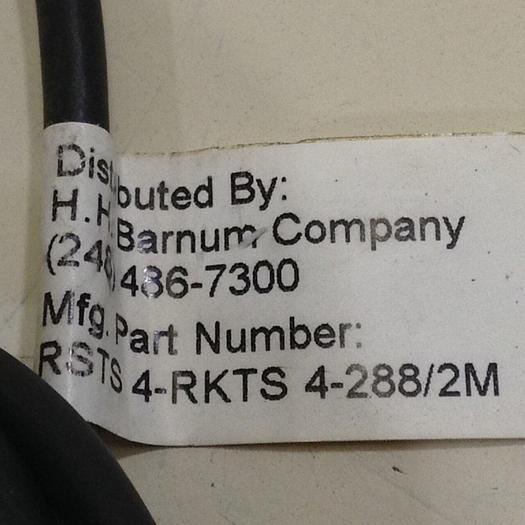 Distributed By:
H.H. Barnum Company
(248) 486-7300
Mfg. Part Number:
RSTS 4-RKTS 4-288/2M